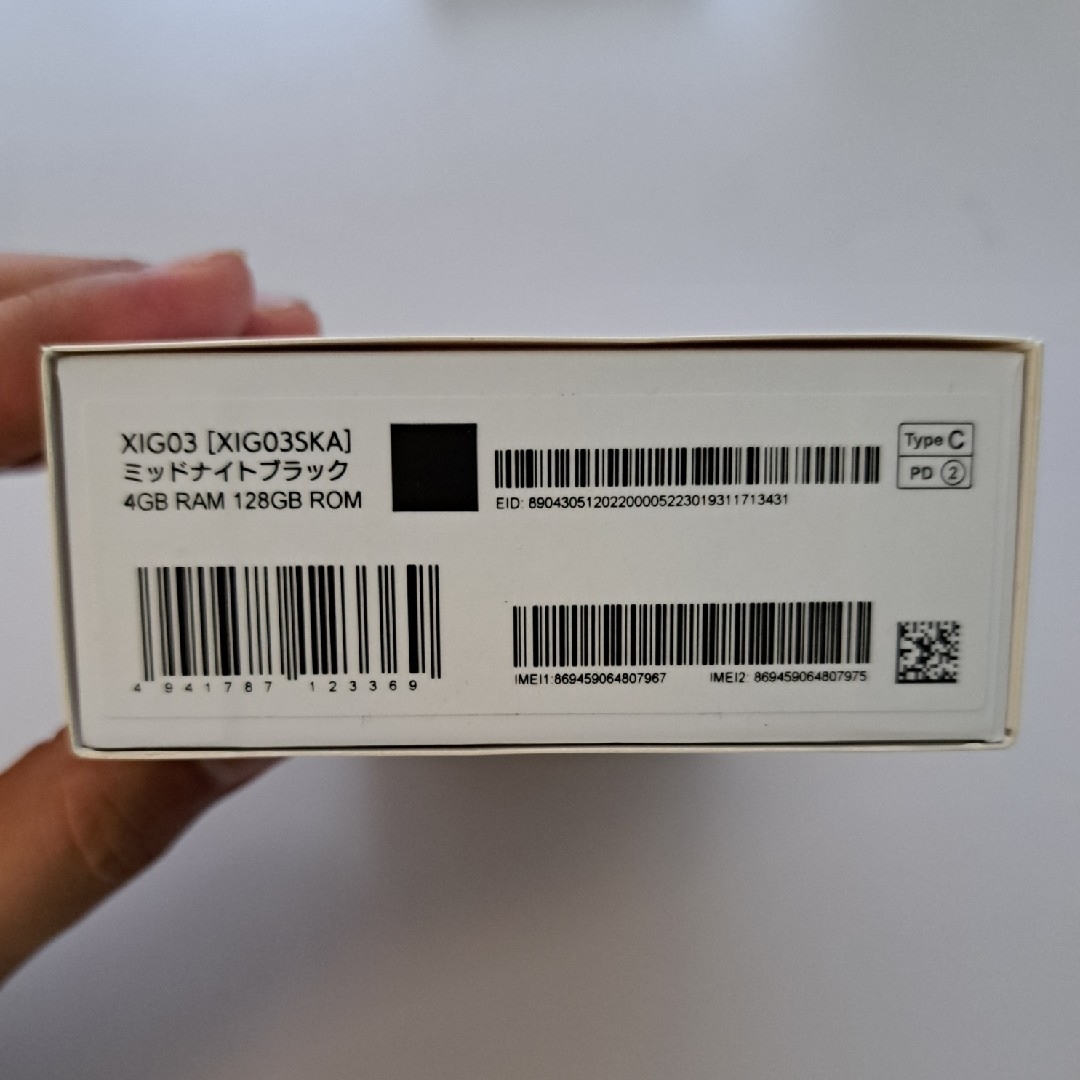 XIG03 [XIG03SKA]
ミッドナイトブラック
4GB RAM 128GB ROM
EID: 89043051202200005223019311713431
Type C
PD ②
4 941787 123369
IMEI1:869459064807967 IMEI2: 869459064807975